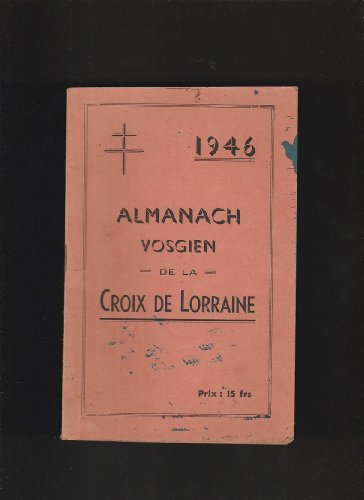 1946
ALMANACH
VOSGIEN
— DE LA —
CROIX DE LORRAINE
Prix : 15 frs